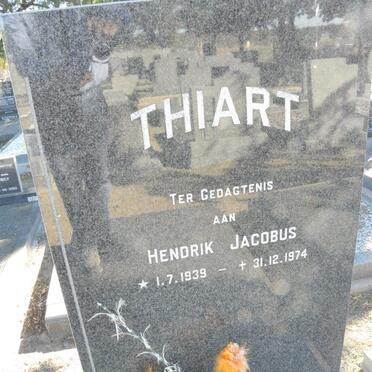 THIART
TER GEDAGTENIS
AAN
HENDRIK JACOBUS
★ 1.7.1939 – ✝ 31.12.1974